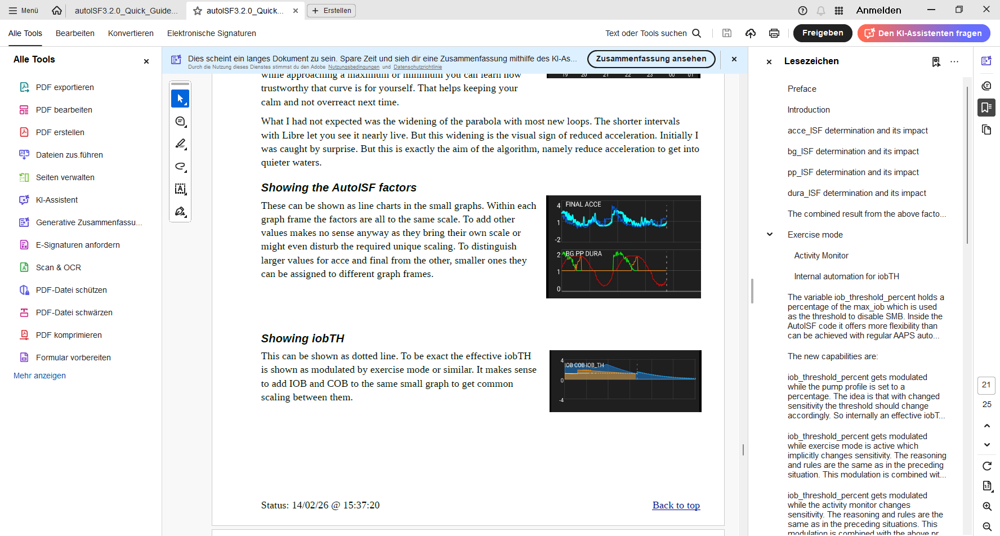 Menü
autoISF3.2.0_Quick_Guide...
autoISF3.2.0_Quick...
Erstellen
Anmelden
Alle Tools
Bearbeiten
Konvertieren
Elektronische Signaturen
Text oder Tools suchen
Freigeben
Den KI-Assistenten fragen
Alle Tools
PDF exportieren
PDF bearbeiten
PDF erstellen
Dateien zus.führen
Seiten verwalten
KI-Assistent
Generative Zusammenfassu...
E-Signaturen anfordern
Scan & OCR
PDF-Datei schützen
PDF-Datei schwärzen
PDF komprimieren
Formular vorbereiten
Mehr anzeigen
Dies scheint ein langes Dokument zu sein. Spare Zeit und sieh dir eine Zusammenfassung mithilfe des KI-As...
Durch die Nutzung dieses Dienstes stimmst du den Adobe Nutzungsbedingungen und Datenschutzrichtlinie
Zusammenfassung ansehen
while approaching a maximum or minimum you can learn how
trustworthy that curve is for yourself. That helps keeping your
calm and not overreact next time.
19 20 21 22 23 00 01
What I had not expected was the widening of the parabola with most new loops. The shorter intervals
with Libre let you see it nearly live. But this widening is the visual sign of reduced acceleration. Initially I
was caught by surprise. But this is exactly the aim of the algorithm, namely reduce acceleration to get into
quieter waters.
Showing the AutoISF factors
These can be shown as line charts in the small graphs. Within each
graph frame the factors are all to the same scale. To add other
values makes no sense anyway as they bring their own scale or
might even disturb the required unique scaling. To distinguish
larger values for acce and final from the other, smaller ones they
can be assigned to different graph frames.
4
FINAL ACCE
1
-2
2
BG PP DURA
1
0
Showing iobTH
This can be shown as dotted line. To be exact the effective iobTH
is shown as modulated by exercise mode or similar. It makes sense
to add IOB and COB to the same small graph to get common
scaling between them.
4
IOB COB IOB_TH
0
-4
Status: 14/02/26 @ 15:37:20
Back to top
Lesezeichen
Preface
Introduction
acce_ISF determination and its impact
bg_ISF determination and its impact
pp_ISF determination and its impact
dura_ISF determination and its impact
The combined result from the above facto...
Exercise mode
Activity Monitor
Internal automation for iobTH
The variable iob_threshold_percent holds a
percentage of the max_iob which is used
as the threshold to disable SMB. Inside the
AutoISF code it offers more flexibility than
can be achieved with regular AAPS auto...
The new capabilities are:
iob_threshold_percent gets modulated
while the pump profile is set to a
percentage. The idea is that with changed
sensitivity the threshold should change
accordingly. So internally an effective iobT...
iob_threshold_percent gets modulated
while exercise mode is active which
implicitly changes sensitivity. The reasoning
and rules are the same as in the preceding
situation. This modulation is combined wit...
iob_threshold_percent gets modulated
while the activity monitor changes
sensitivity. The reasoning and rules are the
same as in the preceding situations. This
modulation is combined with the above pr...
21
25
1:1